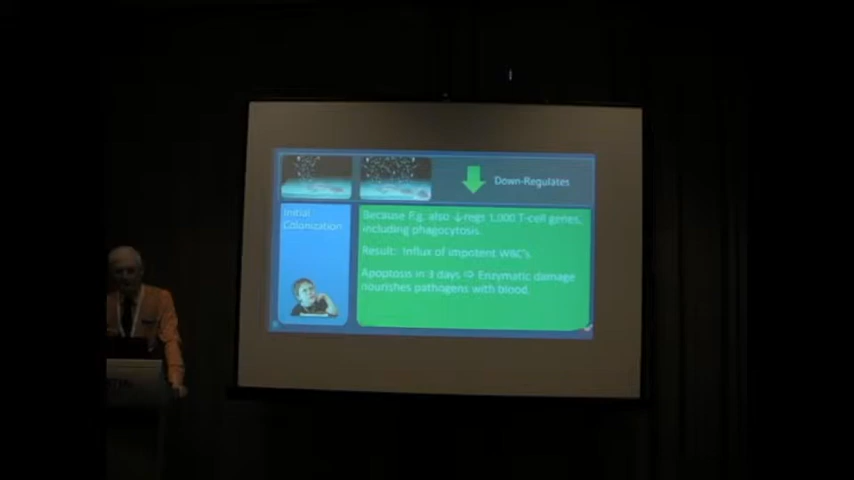 Down-Regulates
Initial
Colonization
Because F.g. also ↓regs 1,000 T-cell genes,
including phagocytosis.
Result: Influx of impotent WBC's
Apoptosis in 3 days ⇨ Enzymatic damage
nourishes pathogens with blood.